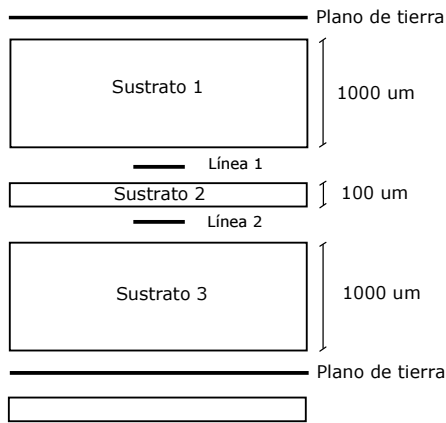 Plano de tierra
Sustrato 1
1000 um
Línea 1
Sustrato 2
100 um
Línea 2
Sustrato 3
1000 um
Plano de tierra